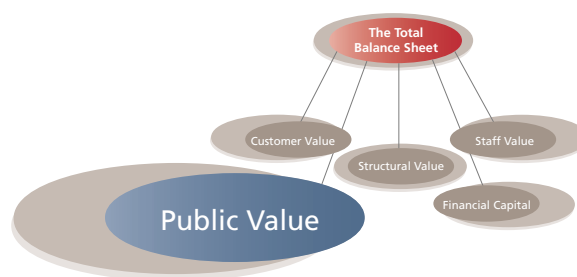 The Total
Balance Sheet
Customer Value
Staff Value
Structural Value
Public Value
Financial Capital